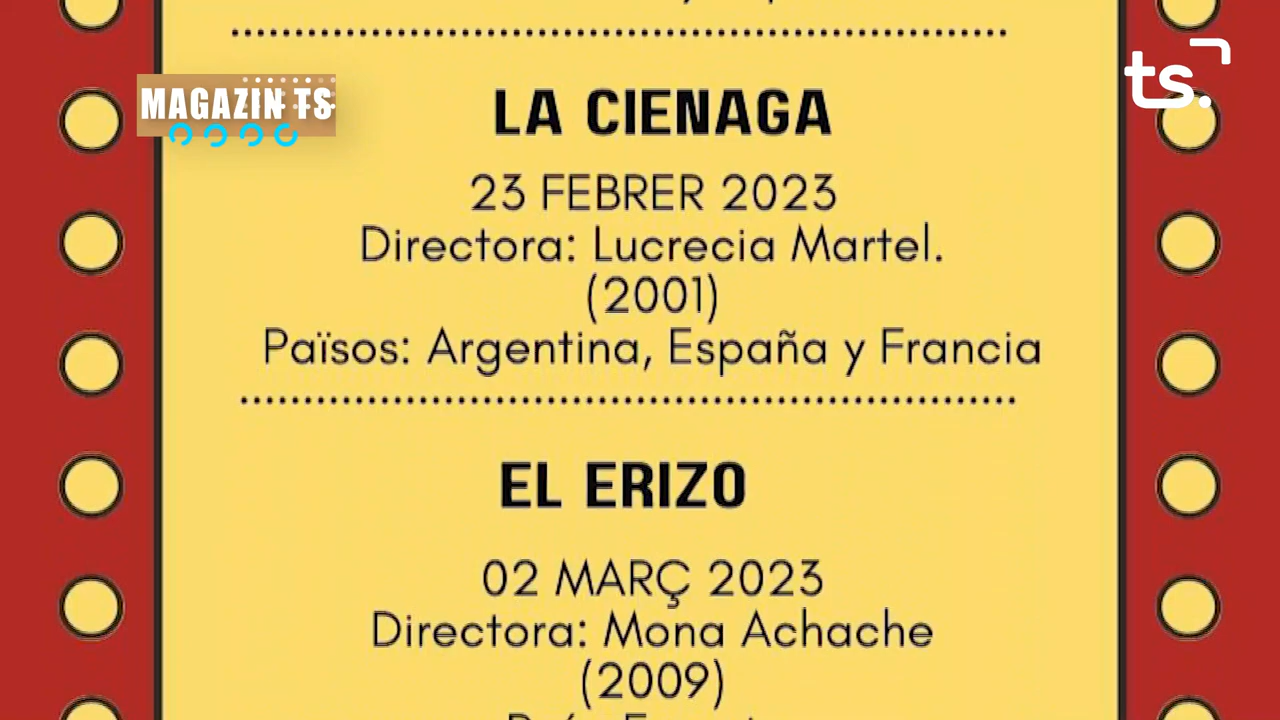 MAGAZIN TS
ts.
LA CIENAGA
23 FEBRER 2023
Directora: Lucrecia Martel.
(2001)
Països: Argentina, España y Francia
EL ERIZO
02 MARÇ 2023
Directora: Mona Achache
(2009)